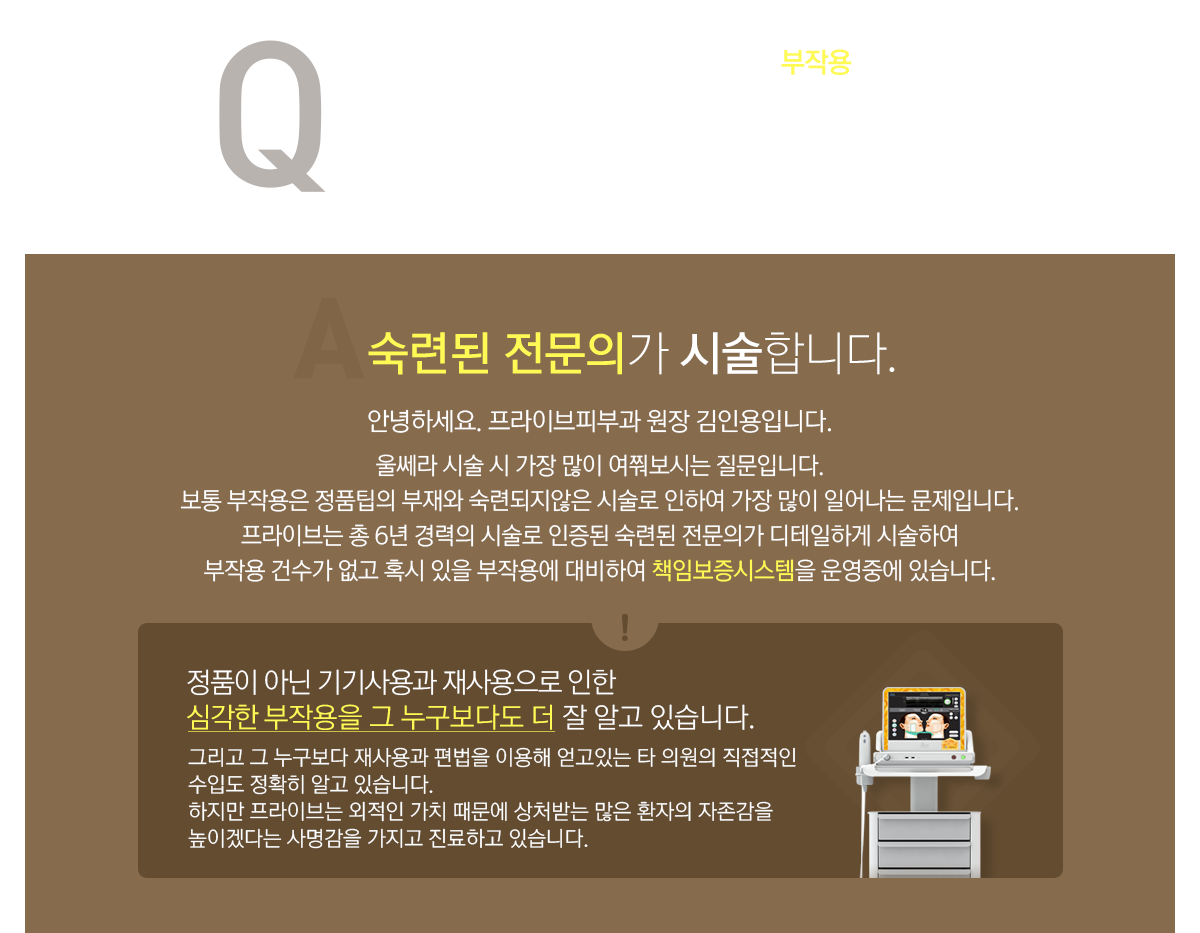 Q
부작용
A
숙련된 전문의가 시술합니다.
안녕하세요. 프라이브피부과 원장 김인용입니다.
울쎄라 시술 시 가장 많이 여쭤보시는 질문입니다.
보통 부작용은 정품팁의 부재와 숙련되지않은 시술로 인하여 가장 많이 일어나는 문제입니다.
프라이브는 총 6년 경력의 시술로 인증된 숙련된 전문의가 디테일하게 시술하여
부작용 건수가 없고 혹시 있을 부작용에 대비하여 책임보증시스템을 운영중에 있습니다.
!
정품이 아닌 기기사용과 재사용으로 인한
심각한 부작용을 그 누구보다도 더 잘 알고 있습니다.
그리고 그 누구보다 재사용과 편법을 이용해 얻고있는 타 의원의 직접적인
수입도 정확히 알고 있습니다.
하지만 프라이브는 외적인 가치 때문에 상처받는 많은 환자의 자존감을
높이겠다는 사명감을 가지고 진료하고 있습니다.